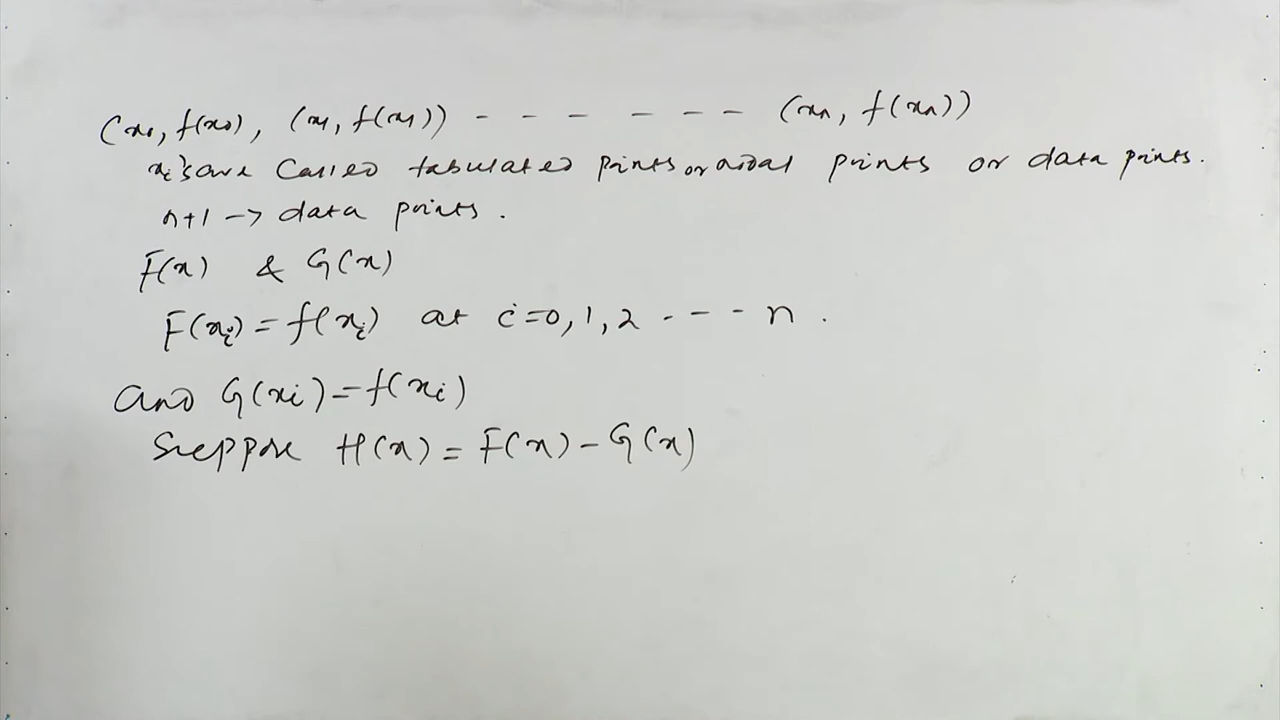 (x₀, f(x₀), (x₁, f(x₁)) - - - - - - (xₙ, f(xₙ))
xᵢ's are Called tabulated points or nodal points or data points.
n+1 → data points.
F(x) & G(x)
F(xᵢ) = f(xᵢ) at i=0,1,2 - - - n.
and G(xᵢ) = f(xᵢ)
Suppose H(x) = F(x) - G(x)